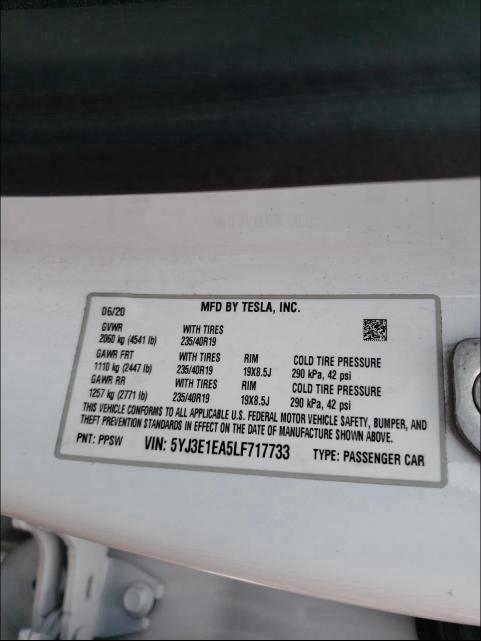 06/20 MFD BY TESLA, INC.
GVWR WITH TIRES
2060 kg (4541 lb) 235/40R19
GAWR FRT WITH TIRES RIM COLD TIRE PRESSURE
1110 kg (2447 lb) 235/40R19 19X8.5J 290 kPa, 42 psi
GAWR RR WITH TIRES RIM COLD TIRE PRESSURE
1257 kg (2771 lb) 235/40R19 19X8.5J 290 kPa, 42 psi
THIS VEHICLE CONFORMS TO ALL APPLICABLE U.S. FEDERAL MOTOR VEHICLE SAFETY, BUMPER, AND
THEFT PREVENTION STANDARDS IN EFFECT ON THE DATE OF MANUFACTURE SHOWN ABOVE.
PNT: PPSW VIN: 5YJ3E1EA5LF717733 TYPE: PASSENGER CAR